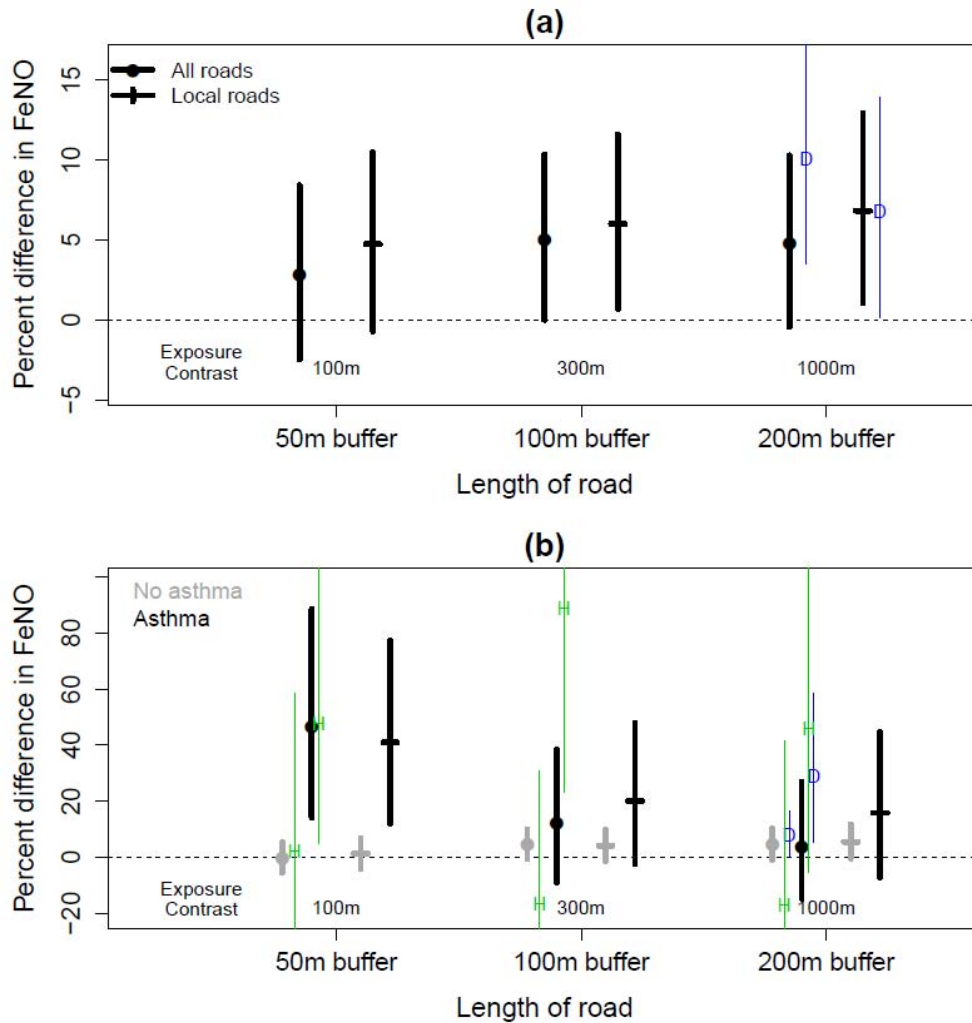 (a)
Percent difference in FeNO
15
10
5
0
−5
All roads
Local roads
D
D
Exposure
Contrast
100m
300m
1000m
50m buffer
100m buffer
200m buffer
Length of road
(b)
Percent difference in FeNO
80
60
40
20
0
−20
No asthma
Asthma
H
H
H
H
H
H
D
D
Exposure
Contrast
100m
300m
1000m
50m buffer
100m buffer
200m buffer
Length of road